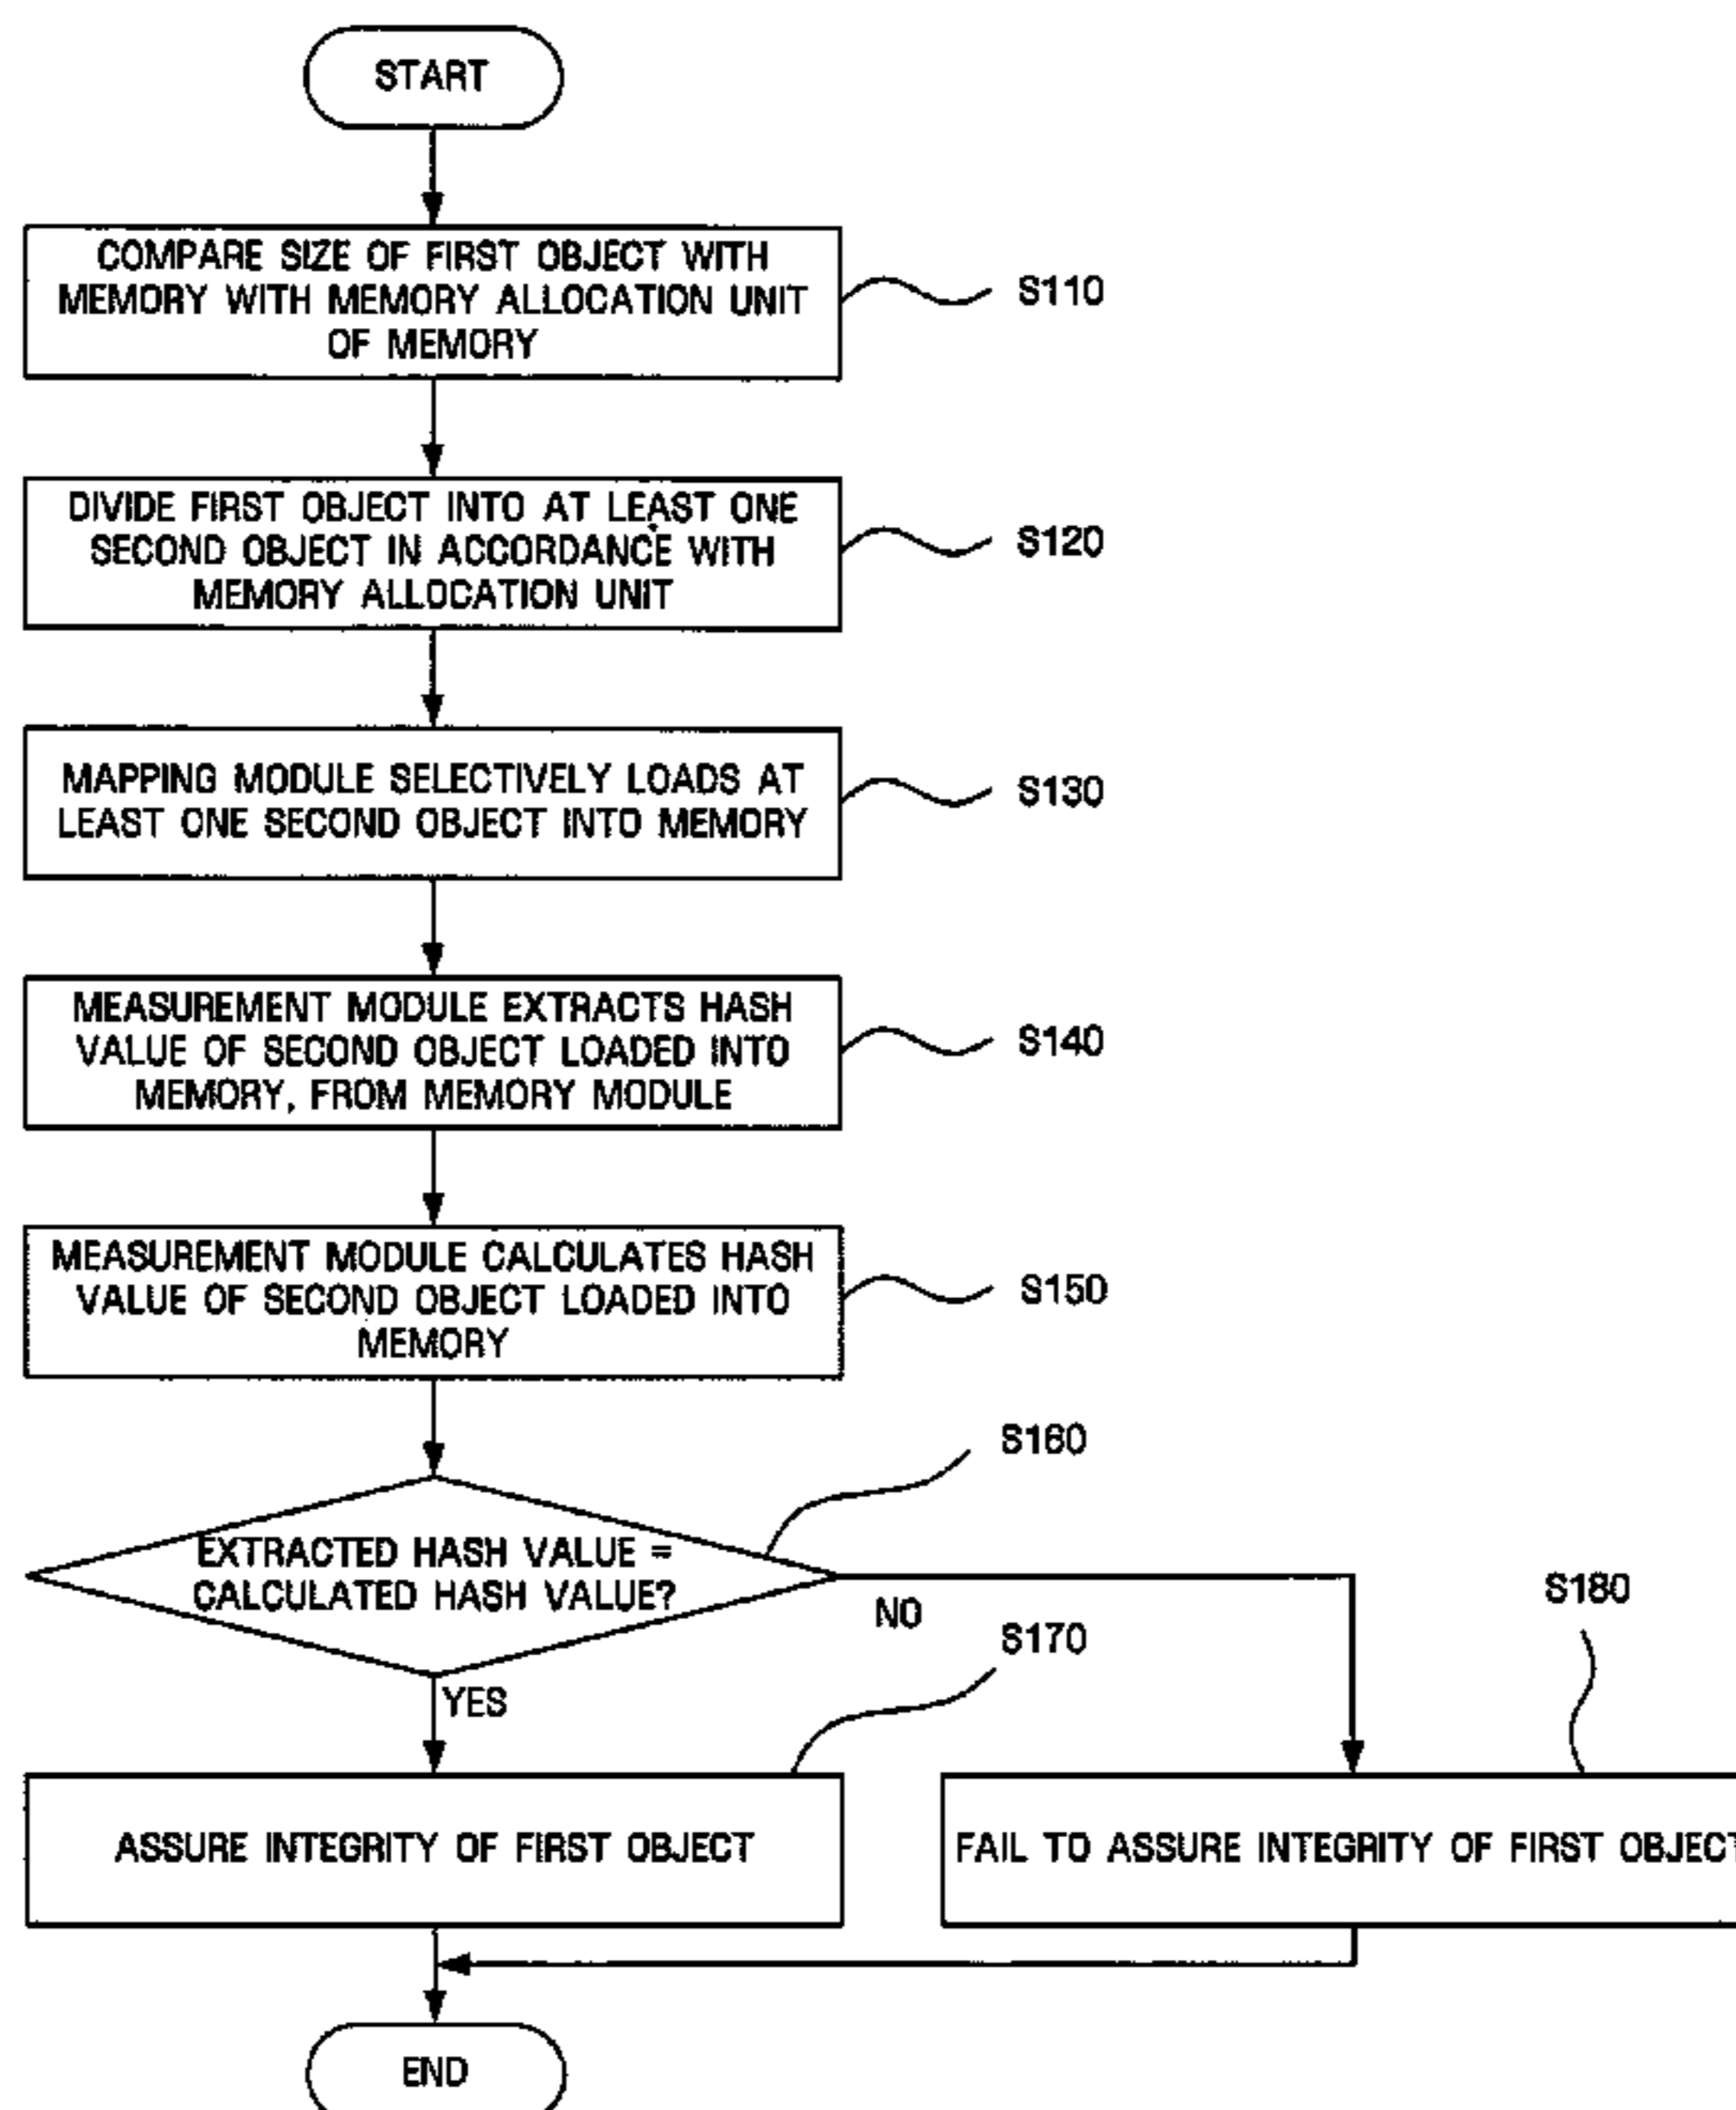 START
COMPARE SIZE OF FIRST OBJECT WITH
MEMORY WITH MEMORY ALLOCATION UNIT
OF MEMORY
S110
DIVIDE FIRST OBJECT INTO AT LEAST ONE
SECOND OBJECT IN ACCORDANCE WITH
MEMORY ALLOCATION UNIT
S120
MAPPING MODULE SELECTIVELY LOADS AT
LEAST ONE SECOND OBJECT INTO MEMORY
S130
MEASUREMENT MODULE EXTRACTS HASH
VALUE OF SECOND OBJECT LOADED INTO
MEMORY, FROM MEMORY MODULE
S140
MEASUREMENT MODULE CALCULATES HASH
VALUE OF SECOND OBJECT LOADED INTO
MEMORY
S150
S160
EXTRACTED HASH VALUE =
CALCULATED HASH VALUE?
NO
YES
S170
S180
ASSURE INTEGRITY OF FIRST OBJECT
FAIL TO ASSURE INTEGRITY OF FIRST OBJECT
END